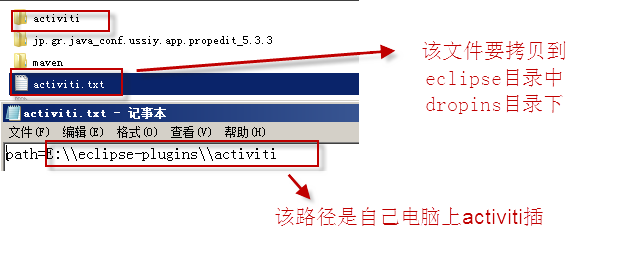 activiti
jp.gr.java_conf.ussiy.app.propedit_5.3.3
maven
activiti.txt
该文件要拷贝到
eclipse目录中
dropins目录下
activiti.txt - 记事本
文件(F) 编辑(E) 格式(O) 查看(V) 帮助(H)
path=E:\\eclipse-plugins\\activiti
该路径是自己电脑上activiti插